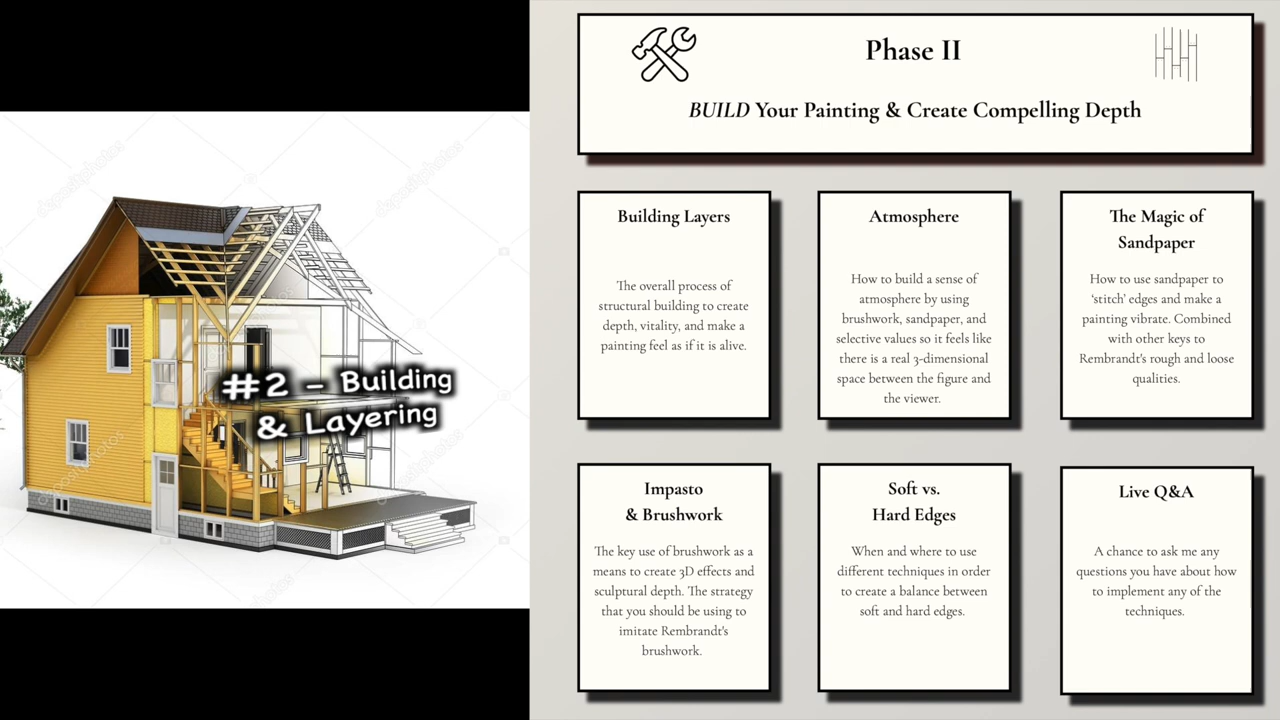 #2 – Building
& Layering
depositphotos
depositphotos
depositphotos
depositphotos
depositphotos
Phase II
BUILD Your Painting & Create Compelling Depth
Building Layers
The overall process of
structural building to create
depth, vitality, and make a
painting feel as if it is alive.
Atmosphere
How to build a sense of
atmosphere by using
brushwork, sandpaper, and
selective values so it feels like
there is a real 3-dimensional
space between the figure and
the viewer.
The Magic of
Sandpaper
How to use sandpaper to
‘stitch’ edges and make a
painting vibrate. Combined
with other keys to
Rembrandt's rough and loose
qualities.
Impasto
& Brushwork
The key use of brushwork as a
means to create 3D effects and
sculptural depth. The strategy
that you should be using to
imitate Rembrandt's
brushwork.
Soft vs.
Hard Edges
When and where to use
different techniques in order
to create a balance between
soft and hard edges.
Live Q&A
A chance to ask me any
questions you have about how
to implement any of the
techniques.